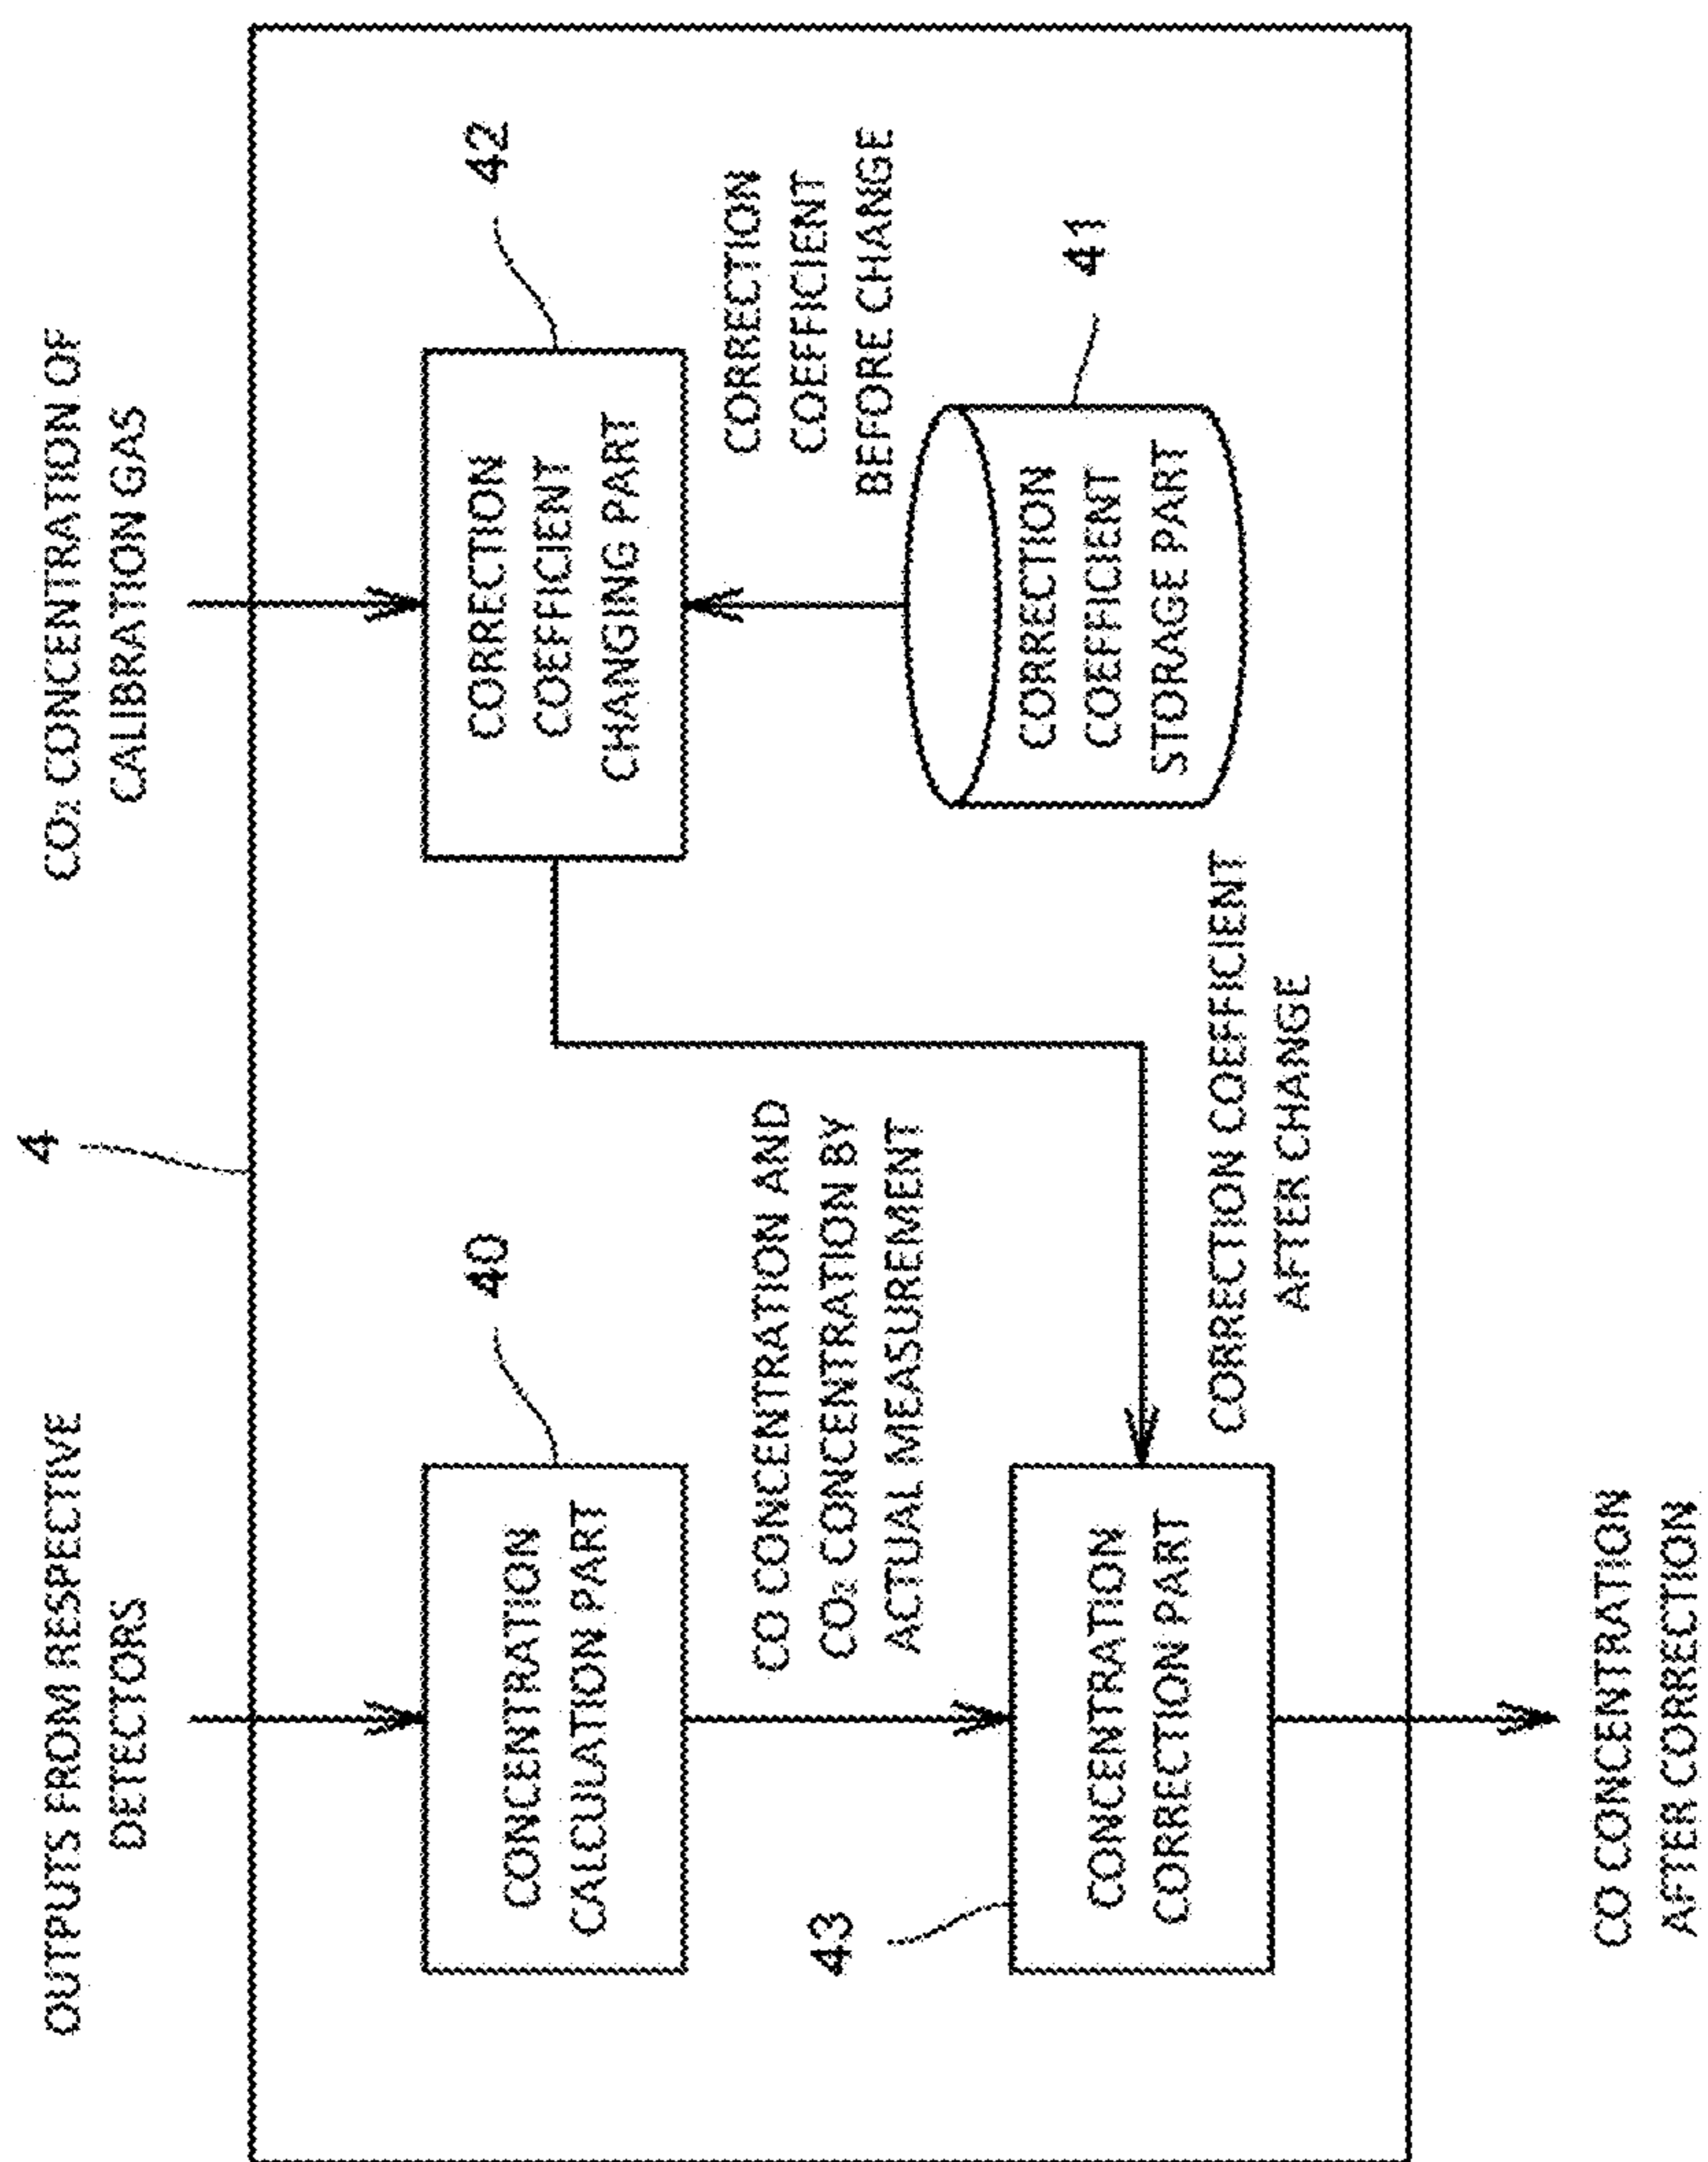 OUTPUTS FROM RESPECTIVE
DETECTORS
4
CO₂ CONCENTRATION OF
CALIBRATION GAS
40
CONCENTRATION
CALCULATION PART
42
CORRECTION
COEFFICIENT
CHANGING PART
CO CONCENTRATION AND
CO₂ CONCENTRATION BY
ACTUAL MEASUREMENT
CORRECTION
COEFFICIENT
BEFORE CHANGE
43
CONCENTRATION
CORRECTION PART
41
CORRECTION
COEFFICIENT
STORAGE PART
CORRECTION COEFFICIENT
AFTER CHANGE
CO CONCENTRATION
AFTER CORRECTION